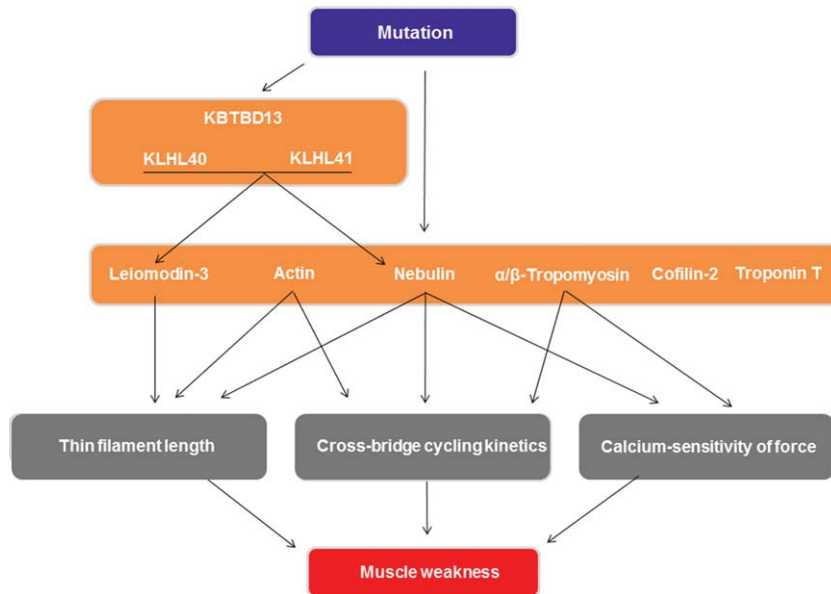 Mutation
KBTBD13
KLHL40 KLHL41
Leiomodin-3 Actin Nebulin α/β-Tropomyosin Cofilin-2 Troponin T
Thin filament length Cross-bridge cycling kinetics Calcium-sensitivity of force
Muscle weakness